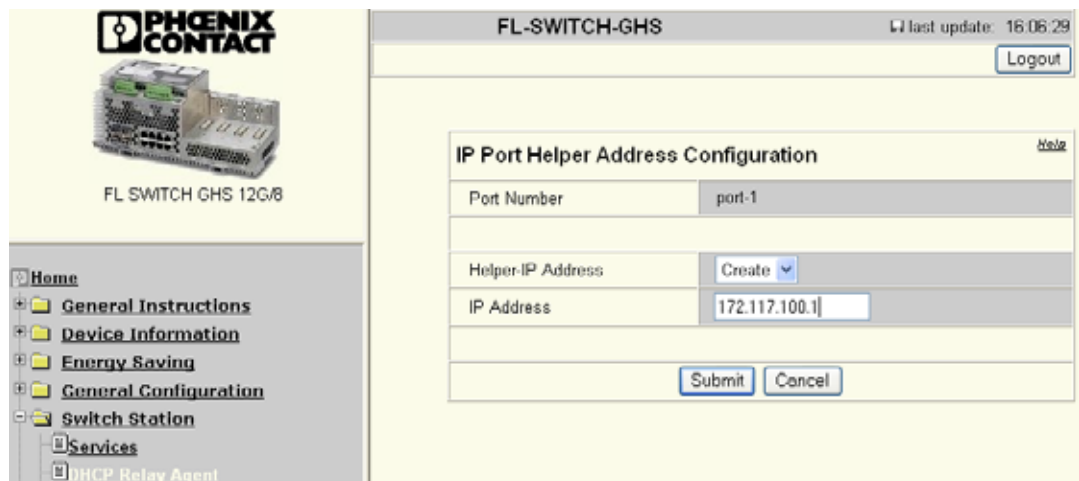 PHŒNIX
CONTACT
FL SWITCH GHS 12G/8
Home
General Instructions
Device Information
Energy Saving
General Configuration
Switch Station
Services
DHCP Relay Agent
FL-SWITCH-GHS
last update: 16:06:29
Logout
IP Port Helper Address Configuration
Help
Port Number port-1
Helper-IP Address Create
IP Address 172.117.100.1
Submit Cancel